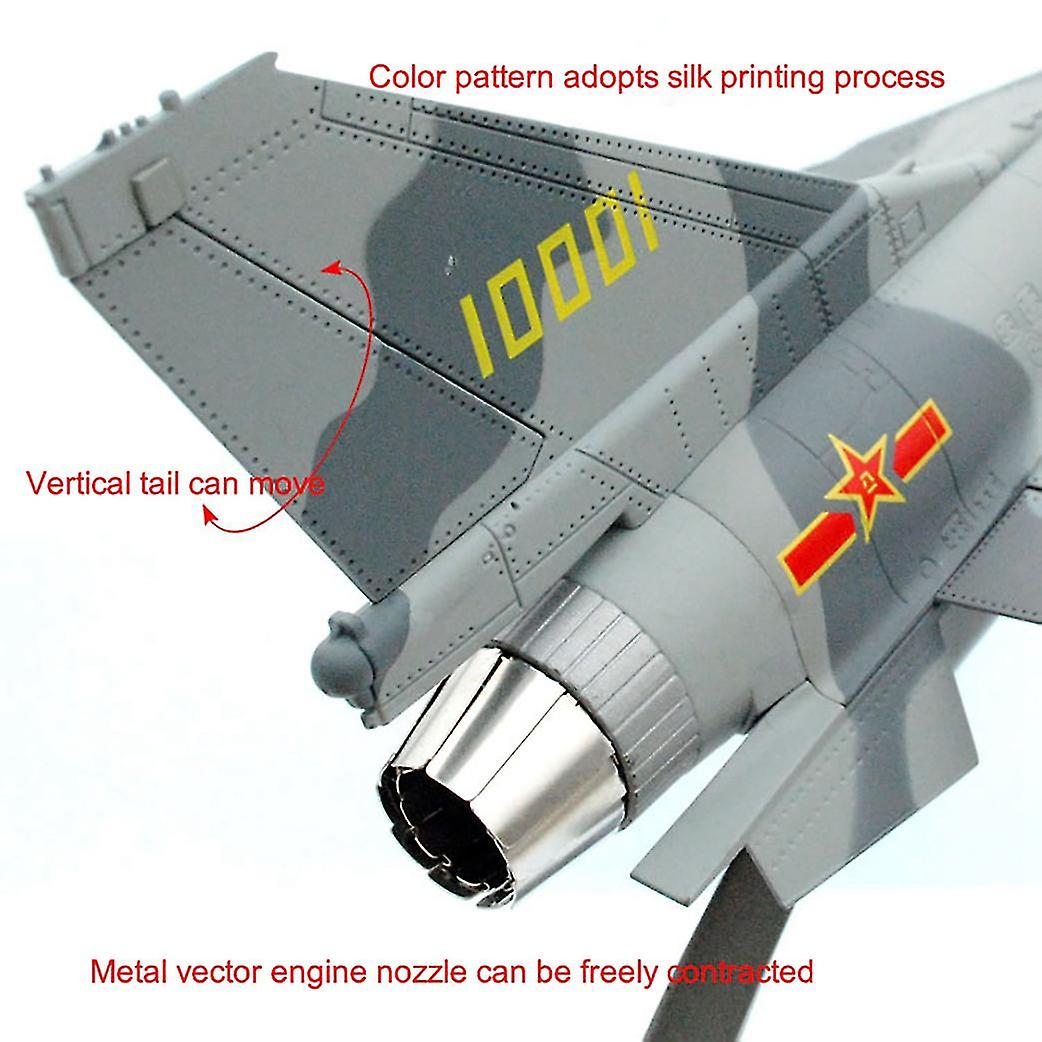 Color pattern adopts silk printing process
10001
Vertical tail can move
Metal vector engine nozzle can be freely contracted